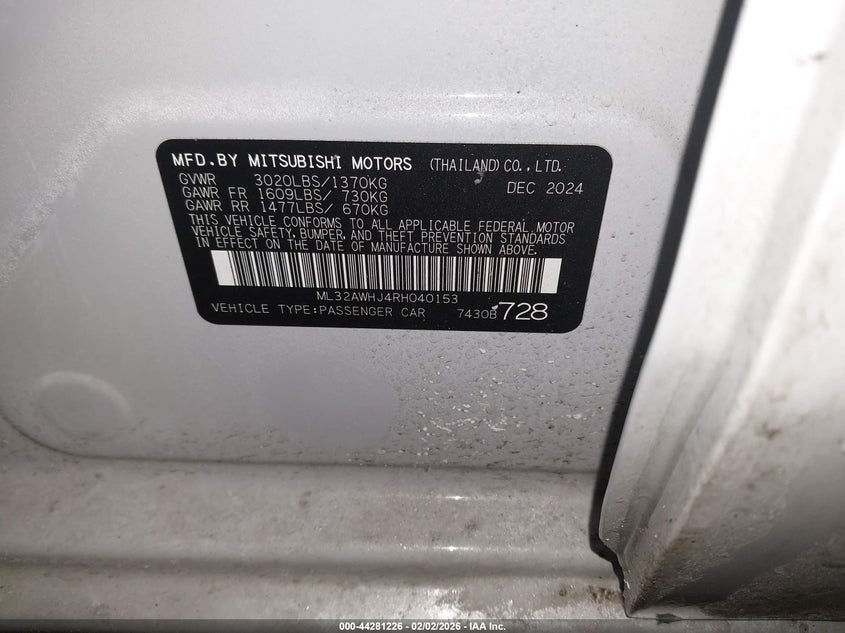 MFD.BY MITSUBISHI MOTORS (THAILAND)CO.,LTD.
GVWR 3020LBS/1370KG DEC 2024
GAWR FR 1609LBS/ 730KG
GAWR RR 1477LBS/ 670KG
THIS VEHICLE CONFORMS TO ALL APPLICABLE FEDERAL MOTOR
VEHICLE SAFETY, BUMPER, AND THEFT PREVENTION STANDARDS
IN EFFECT ON THE DATE OF MANUFACTURE SHOWN ABOVE.
ML32AWHJ4RH040153
VEHICLE TYPE:PASSENGER CAR 7430B 728
000-44281226 - 02/02/2026 - IAA Inc.